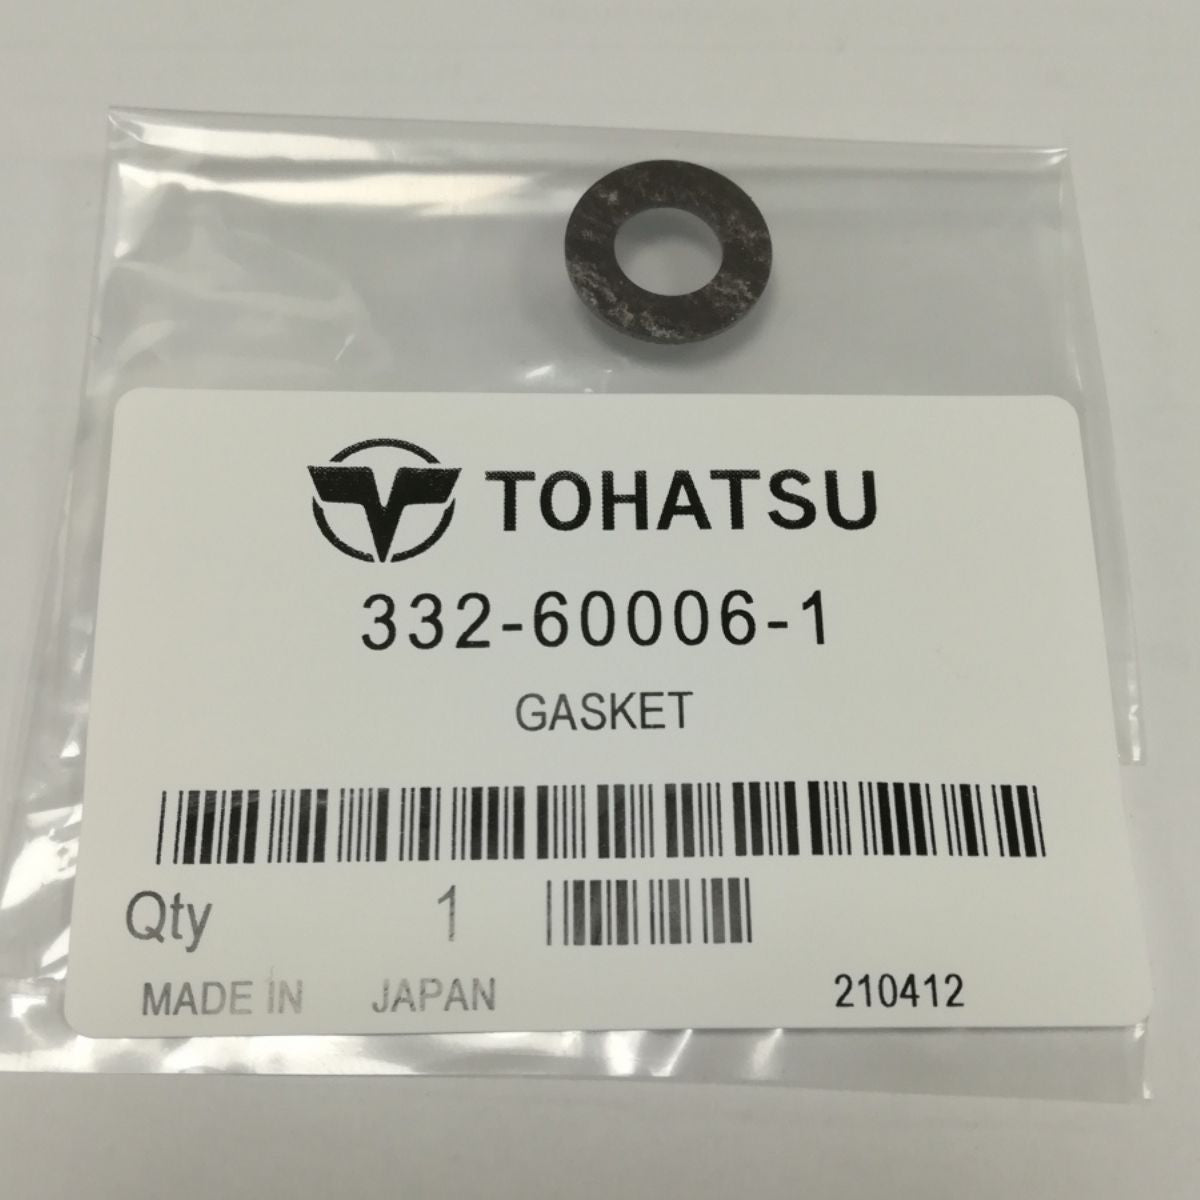 TOHATSU
332-60006-1
GASKET
Qty 1
MADE IN JAPAN 210412